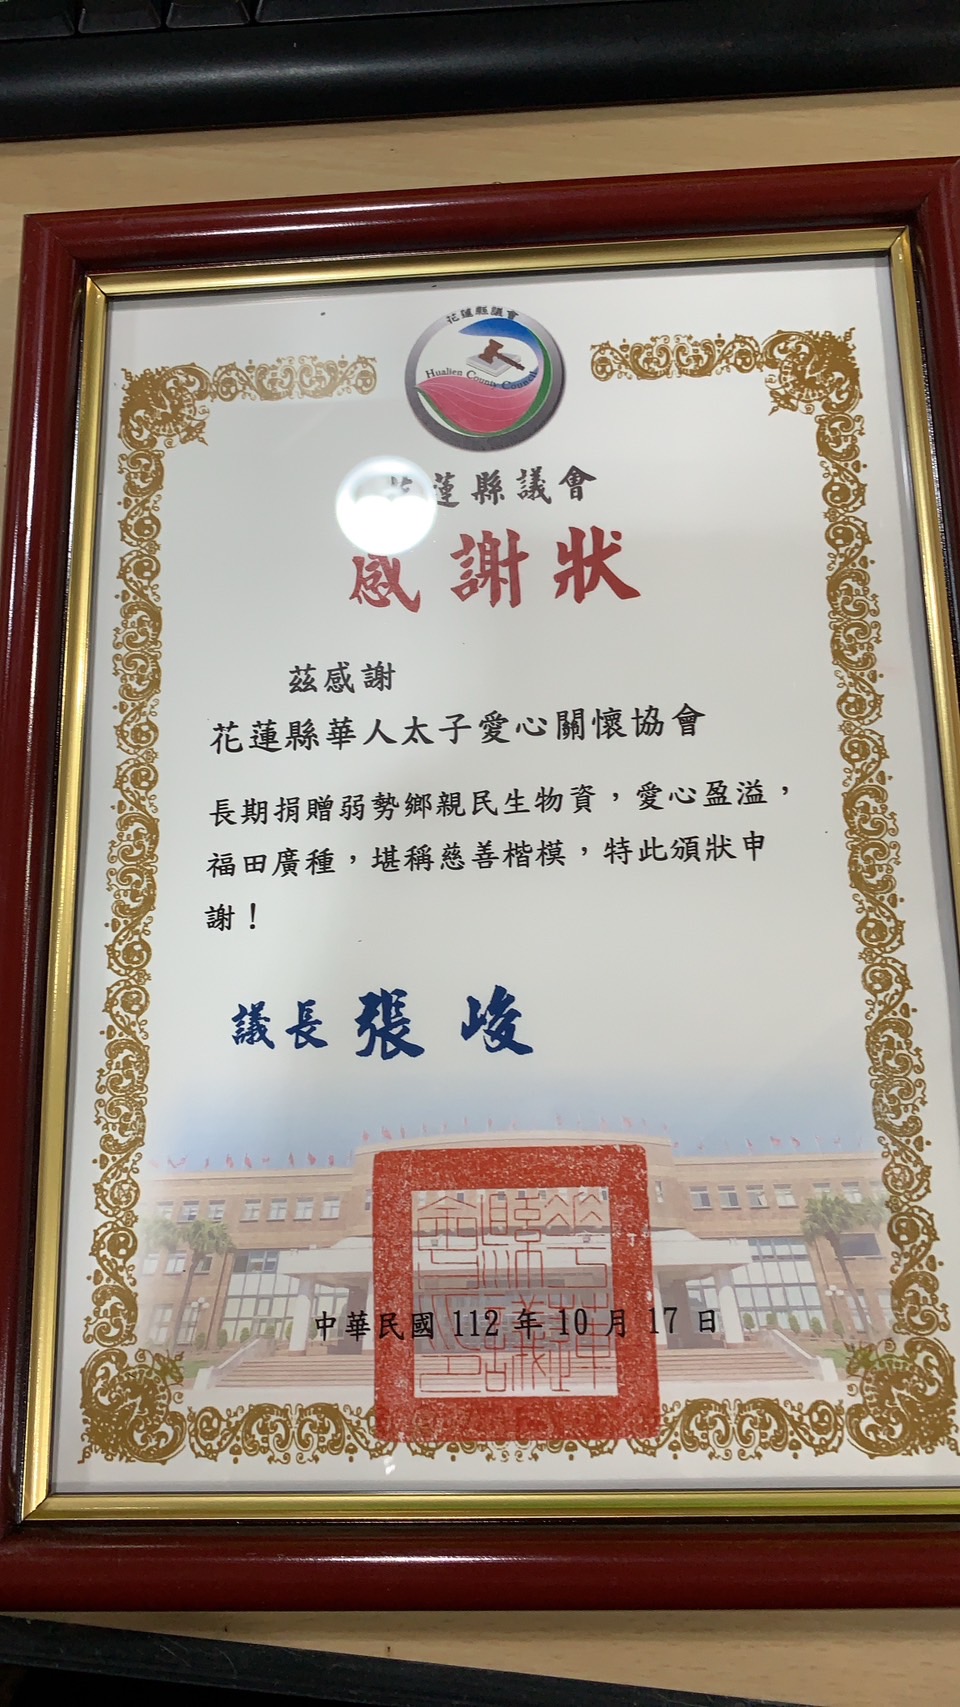 花蓮縣議會
Hualien County Council
蓮縣議會
感謝狀
茲感謝
花蓮縣華人太子愛心關懷協會
長期捐贈弱勢鄉親民生物資，愛心盈溢，
福田廣種，堪稱慈善楷模，特此頒狀申
謝！
議長 張峻
中華民國 112 年 10 月 17 日